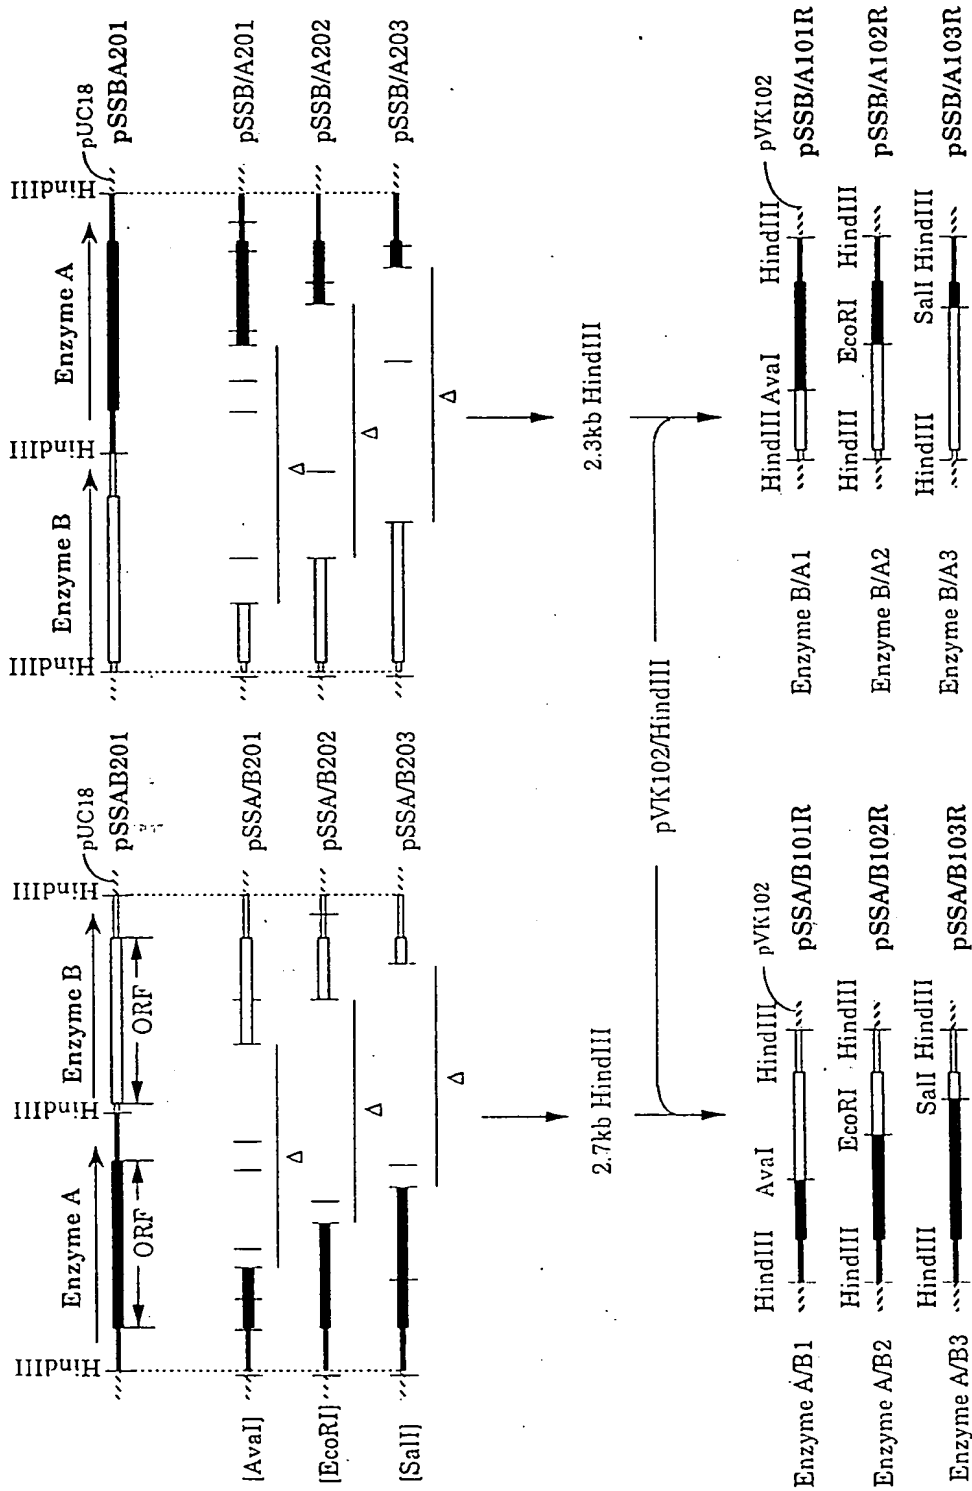 HindIII
Enzyme A
HindIII
Enzyme B
HindIII
pUC18
pSSAB201
ORF
ORF
[AvaI]
pSSA/B201
[EcoRI]
pSSA/B202
[SalI]
pSSA/B203
Δ
Δ
Δ
HindIII
Enzyme B
HindIII
Enzyme A
HindIII
pUC18
pSSBA201
pSSB/A201
pSSB/A202
pSSB/A203
Δ
Δ
Δ
2.7kb HindIII
2.3kb HindIII
pVK102/HindIII
HindIII AvaI HindIII
pVK102
Enzyme A/B1
pSSA/B101R
HindIII EcoRI HindIII
Enzyme A/B2
pSSA/B102R
HindIII SalI HindIII
Enzyme A/B3
pSSA/B103R
HindIII AvaI HindIII
pVK102
Enzyme B/A1
pSSB/A101R
HindIII EcoRI HindIII
Enzyme B/A2
pSSB/A102R
HindIII SalI HindIII
Enzyme B/A3
pSSB/A103R